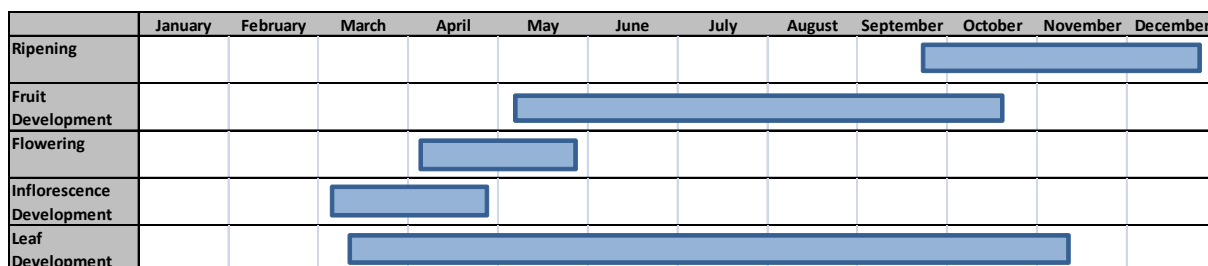 January February March April May June July August September October November December
Ripening
Fruit
Development
Flowering
Inflorescence
Development
Leaf
Development